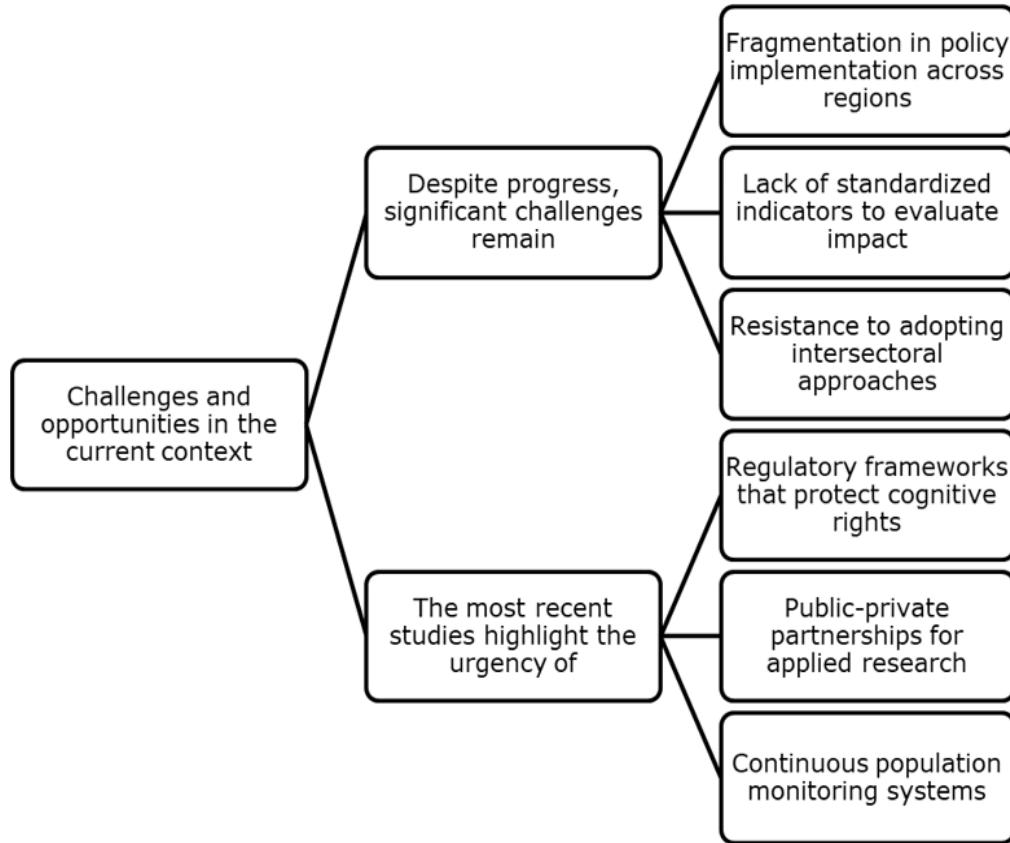 Challenges and
opportunities in the
current context
Despite progress,
significant challenges
remain
Fragmentation in policy
implementation across
regions
Lack of standardized
indicators to evaluate
impact
Resistance to adopting
intersectoral
approaches
The most recent
studies highlight the
urgency of
Regulatory frameworks
that protect cognitive
rights
Public-private
partnerships for
applied research
Continuous population
monitoring systems